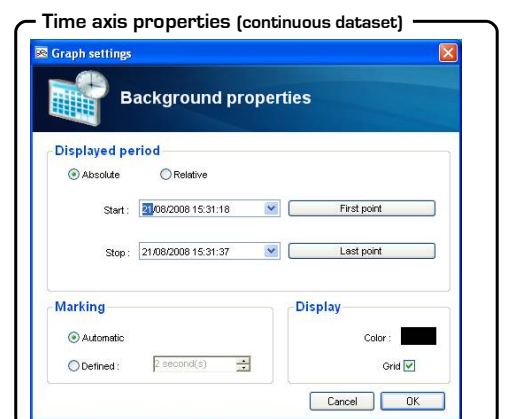 Time axis properties (continuous dataset)
Graph settings
Background properties
Displayed period
Absolute Relative
Start : 21/08/2008 15:31:18 First point
Stop : 21/08/2008 15:31:37 Last point
Marking Display
Automatic Color :
Defined : 2 second(s) Grid
Cancel OK